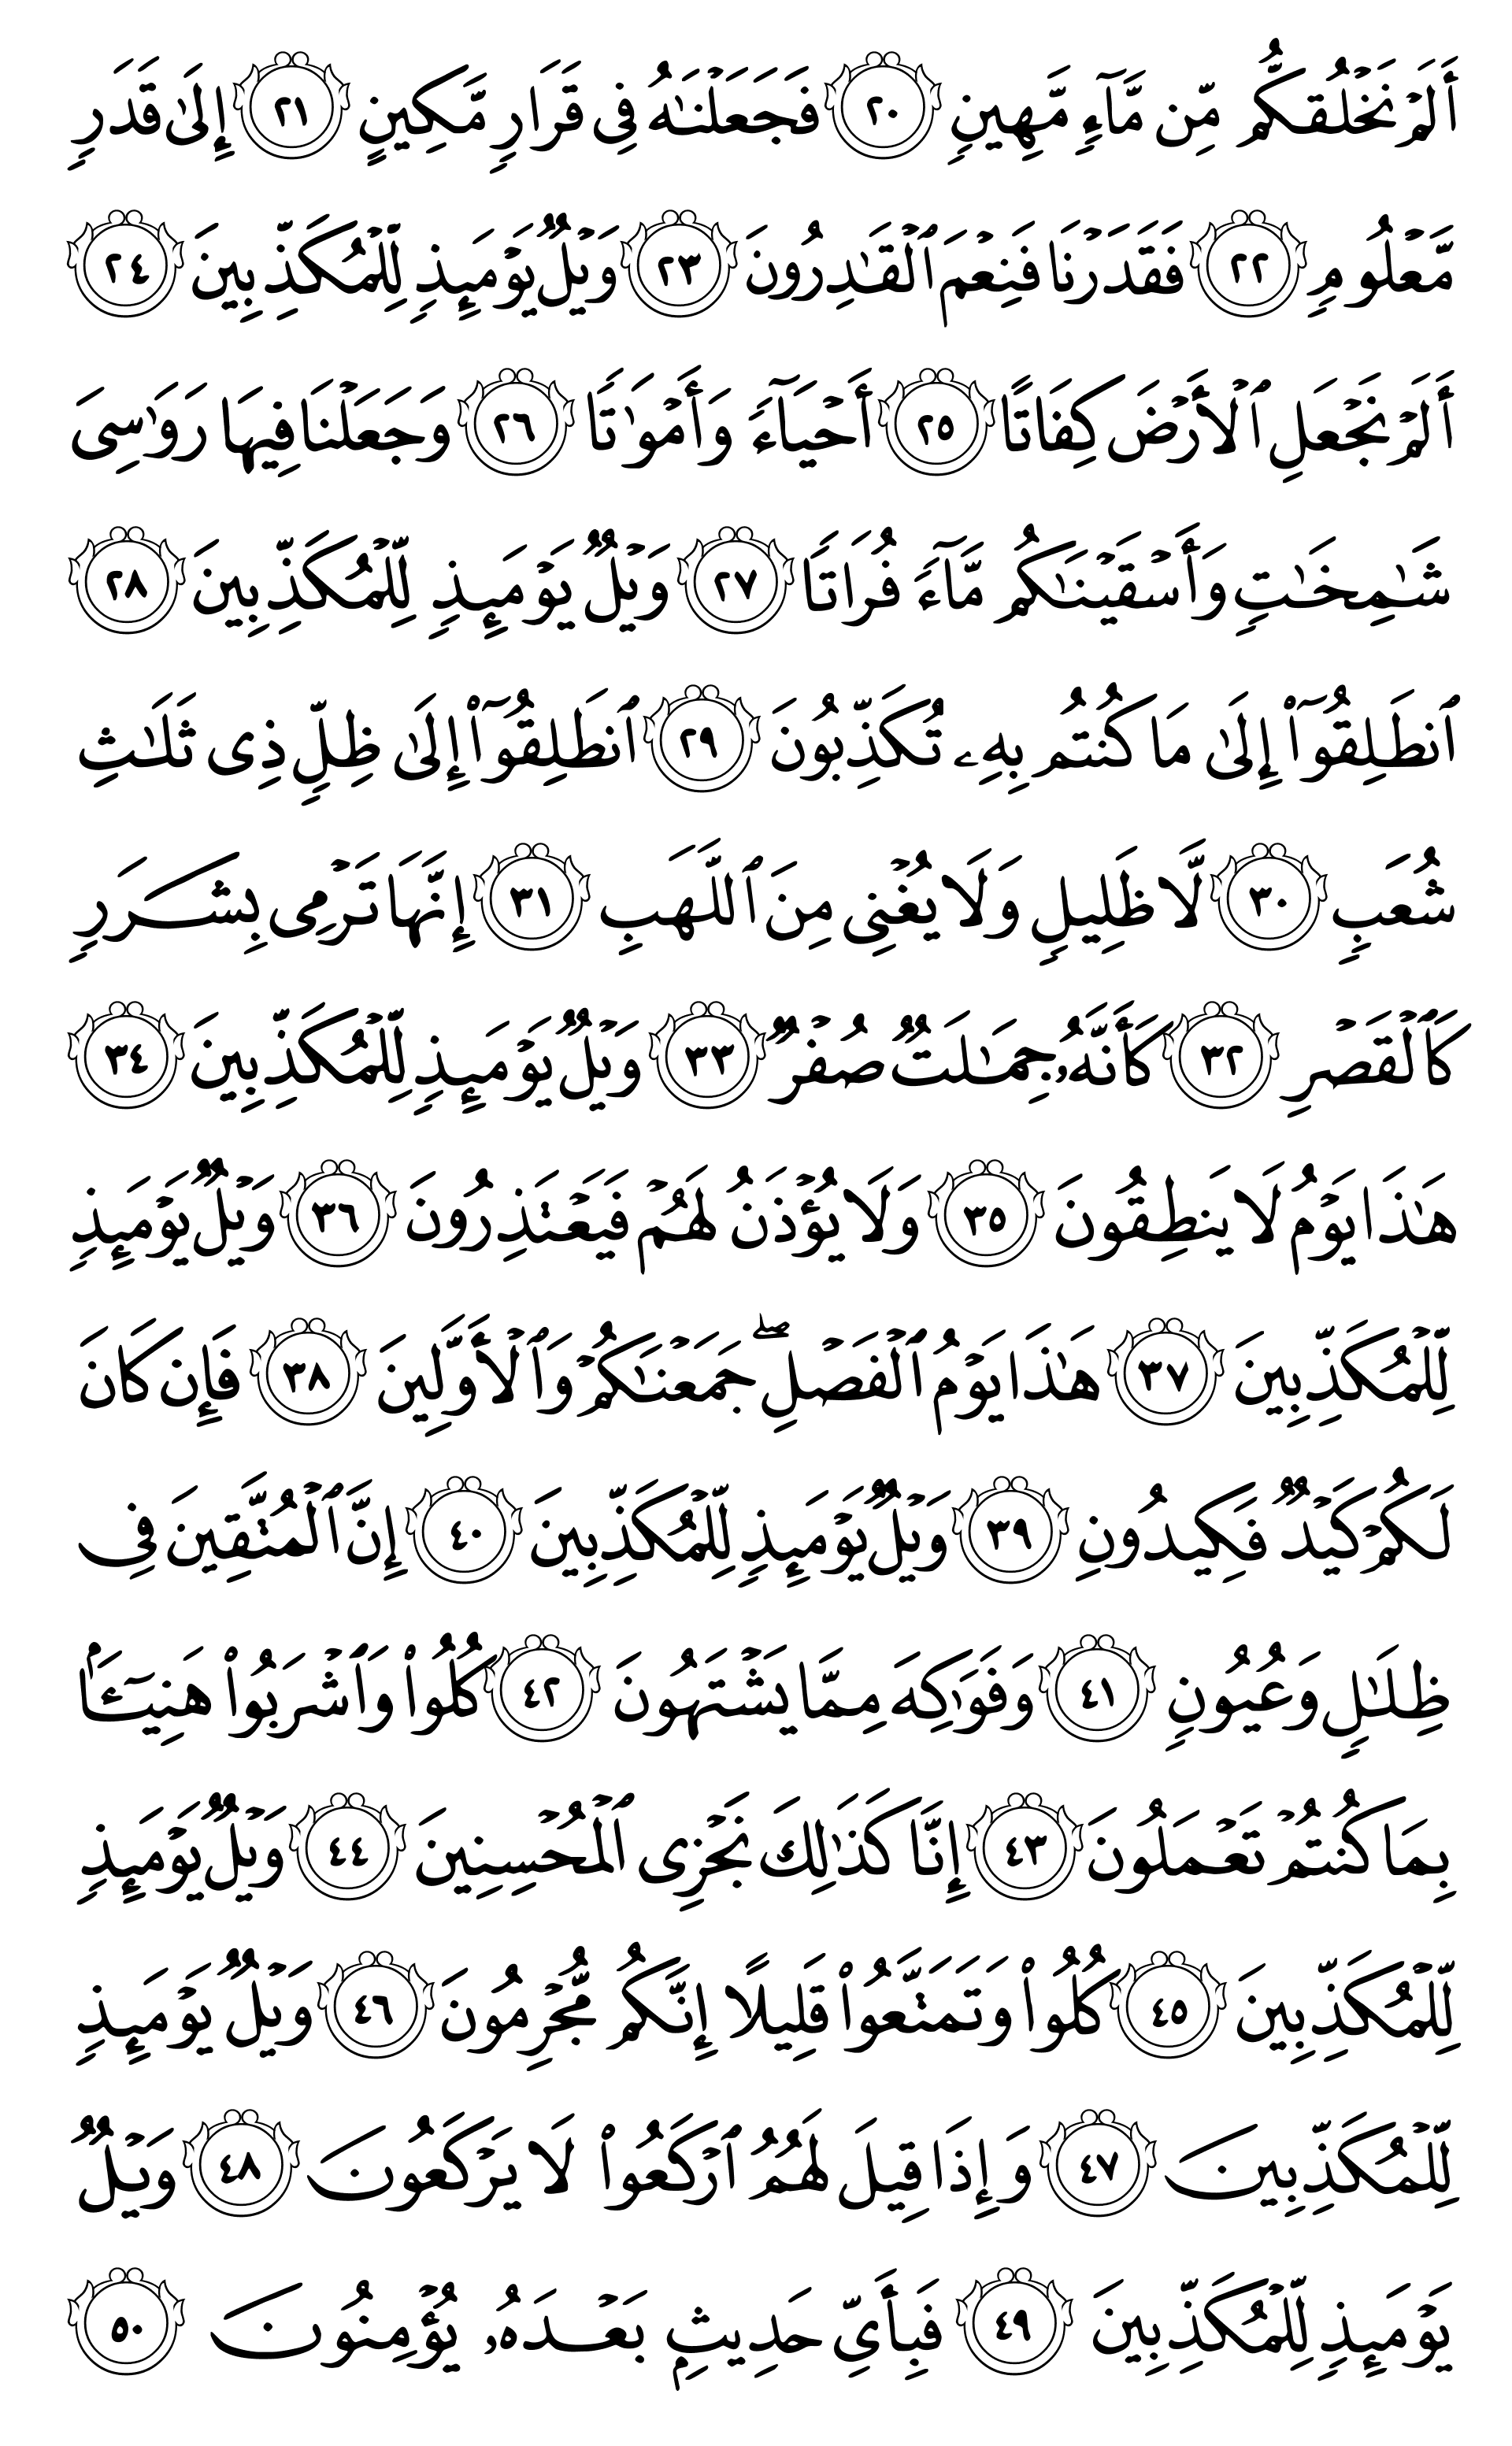 أَلَمۡ نَخۡلُقكُّم مِّن مَّآءٖ مَّهِينٖ ٢٠ فَجَعَلۡنَٰهُ فِي قَرَارٖ مَّكِينٍ ٢١ إِلَىٰ قَدَرٖ
مَّعۡلُومٖ ٢٢ فَقَدَرۡنَا فَنِعۡمَ ٱلۡقَٰدِرُونَ ٢٣ وَيۡلٞ يَوۡمَئِذٖ لِّلۡمُكَذِّبِينَ ٢٤
أَلَمۡ نَجۡعَلِ ٱلۡأَرۡضَ كِفَاتًا ٢٥ أَحۡيَآءٗ وَأَمۡوَٰتٗا ٢٦ وَجَعَلۡنَا فِيهَا رَوَٰسِيَ
شَٰمِخَٰتٖ وَأَسۡقَيۡنَٰكُم مَّآءٗ فُرَاتٗا ٢٧ وَيۡلٞ يَوۡمَئِذٖ لِّلۡمُكَذِّبِينَ ٢٨
ٱنطَلِقُوٓاْ إِلَىٰ مَا كُنتُم بِهِۦ تُكَذِّبُونَ ٢٩ ٱنطَلِقُوٓاْ إِلَىٰ ظِلّٖ ذِي ثَلَٰثِ
شُعَبٖ ٣٠ لَّا ظَلِيلٖ وَلَا يُغۡنِي مِنَ ٱللَّهَبِ ٣١ إِنَّهَا تَرۡمِي بِشَرَرٖ
كَٱلۡقَصۡرِ ٣٢ كَأَنَّهُۥ جِمَٰلَتٞ صُفۡرٞ ٣٣ وَيۡلٞ يَوۡمَئِذٖ لِّلۡمُكَذِّبِينَ ٣٤
هَٰذَا يَوۡمُ لَا يَنطِقُونَ ٣٥ وَلَا يُؤۡذَنُ لَهُمۡ فَيَعۡتَذِرُونَ ٣٦ وَيۡلٞ يَوۡمَئِذٖ
لِّلۡمُكَذِّبِينَ ٣٧ هَٰذَا يَوۡمُ ٱلۡفَصۡلِۖ جَمَعۡنَٰكُمۡ وَٱلۡأَوَّلِينَ ٣٨ فَإِن كَانَ
لَكُمۡ كَيۡدٞ فَكِيدُونِ ٣٩ وَيۡلٞ يَوۡمَئِذٖ لِّلۡمُكَذِّبِينَ ٤٠ إِنَّ ٱلۡمُتَّقِينَ فِي
ظِلَٰلٖ وَعُيُونٖ ٤١ وَفَوَٰكِهَ مِمَّا يَشۡتَهُونَ ٤٢ كُلُواْ وَٱشۡرَبُواْ هَنِيٓـَٔۢا
بِمَا كُنتُمۡ تَعۡمَلُونَ ٤٣ إِنَّا كَذَٰلِكَ نَجۡزِي ٱلۡمُحۡسِنِينَ ٤٤ وَيۡلٞ يَوۡمَئِذٖ
لِّلۡمُكَذِّبِينَ ٤٥ كُلُواْ وَتَمَتَّعُواْ قَلِيلًا إِنَّكُم مُّجۡرِمُونَ ٤٦ وَيۡلٞ يَوۡمَئِذٖ
لِّلۡمُكَذِّبِينَ ٤٧ وَإِذَا قِيلَ لَهُمُ ٱرۡكَعُواْ لَا يَرۡكَعُونَ ٤٨ وَيۡلٞ
يَوۡمَئِذٖ لِّلۡمُكَذِّبِينَ ٤٩ فَبِأَيِّ حَدِيثِۭ بَعۡدَهُۥ يُؤۡمِنُونَ ٥٠